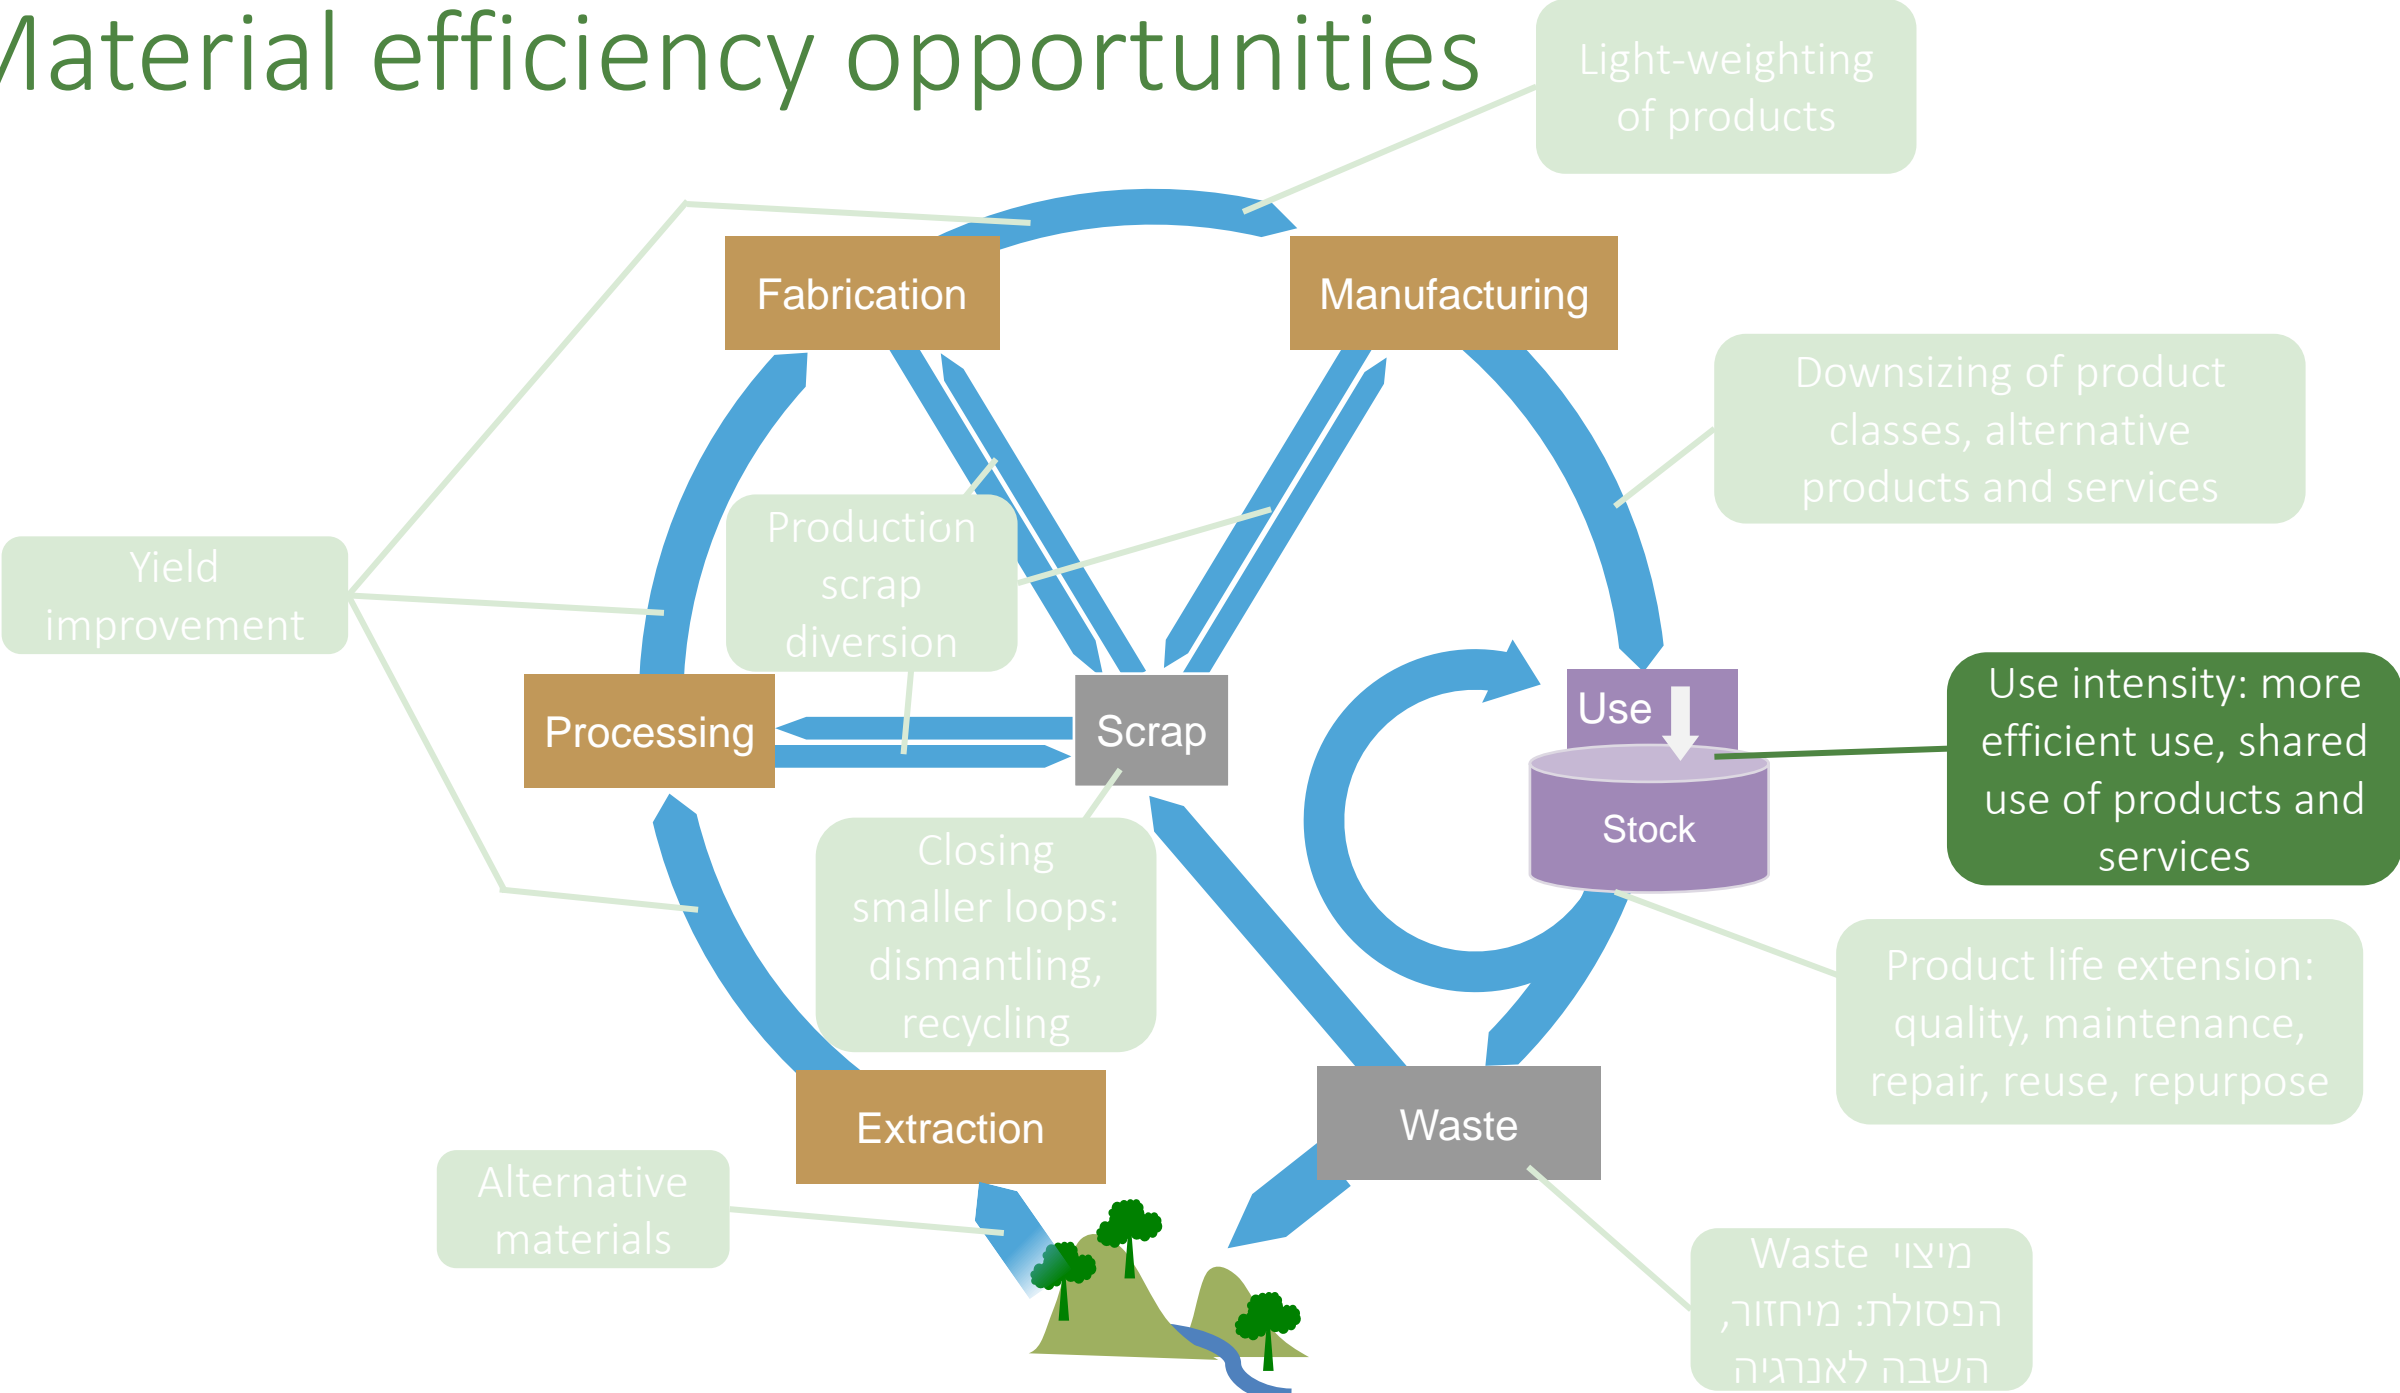 Material efficiency opportunities
Light-weighting
of products
Fabrication
Manufacturing
Downsizing of product
classes, alternative
products and services
Production
scrap
diversion
Yield
improvement
Processing
Scrap
Use
Stock
Use intensity: more
efficient use, shared
use of products and
services
Closing
smaller loops:
dismantling,
recycling
Product life extension:
quality, maintenance,
repair, reuse, repurpose
Extraction
Waste
Alternative
materials
Waste מיצוי
הפסולת: מיחזור,
השבה לאנרגיה